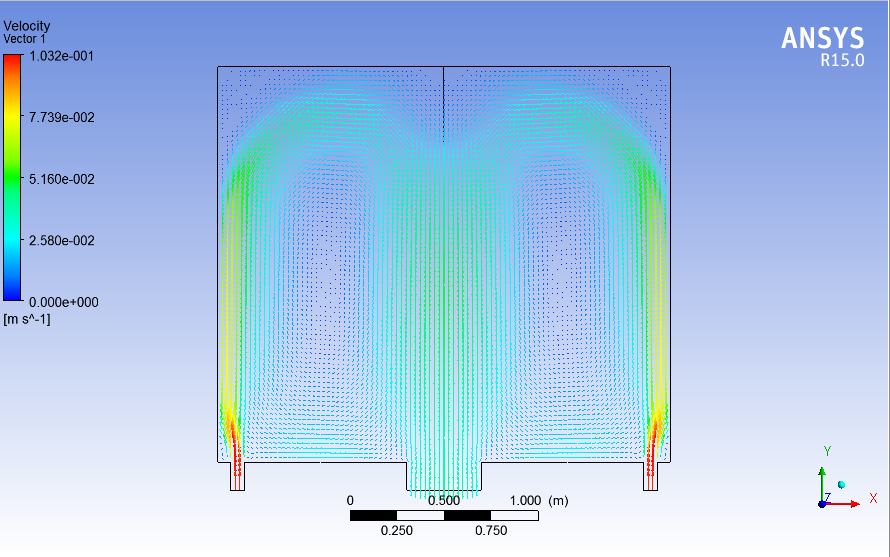 Velocity
Vector 1
1.032e-001
7.739e-002
5.160e-002
2.580e-002
0.000e+000
[m s^-1]
ANSYS
R15.0
0 0.500 1.000 (m)
0.250 0.750
Y
Z X